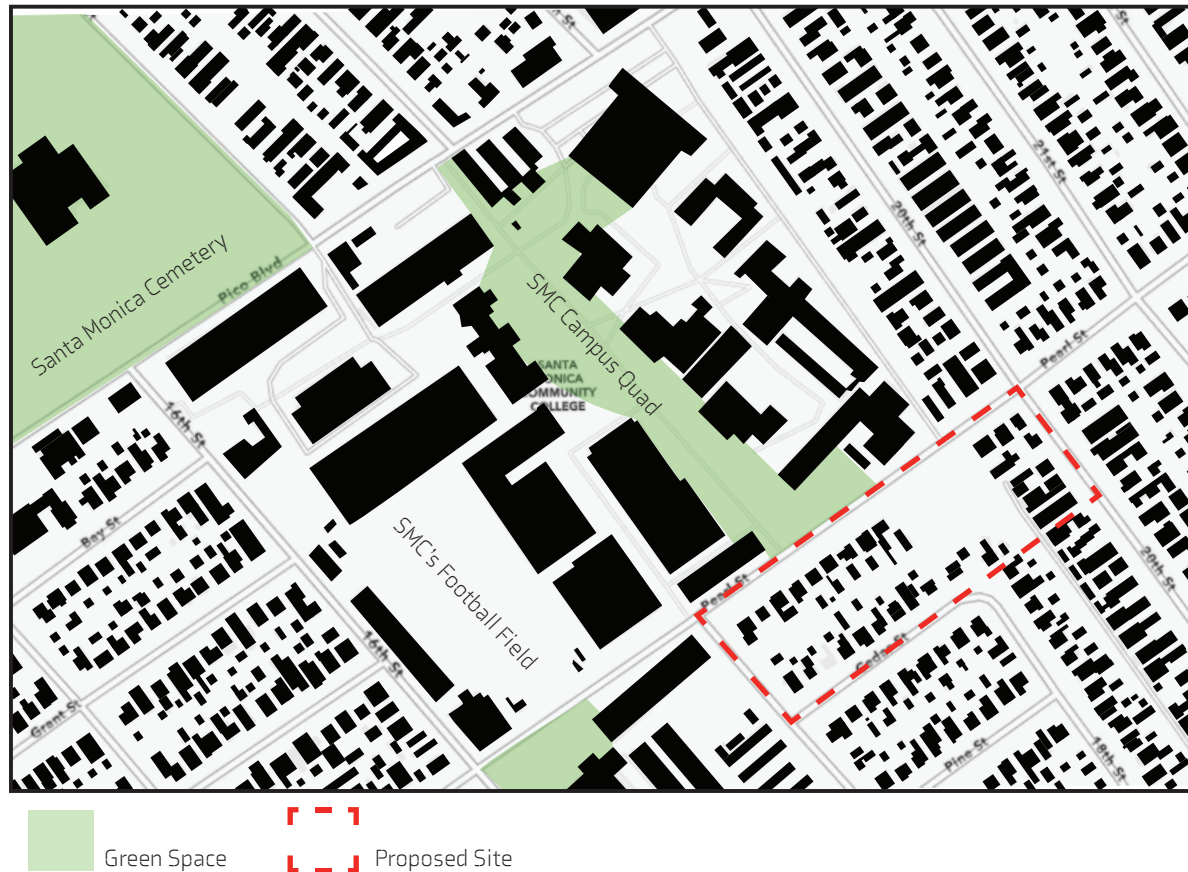 21st St
20th St
Santa Monica Cemetery
Pico Blvd
SMC Campus Quad
Pearl St
SANTA
ONICA
OMMUNITY
COLLEGE
16th St
Bay St
SMC's Football Field
Pearl St
20th St
16th St
Cedar St
Grant St
Pine St
18th St
Green Space
Proposed Site